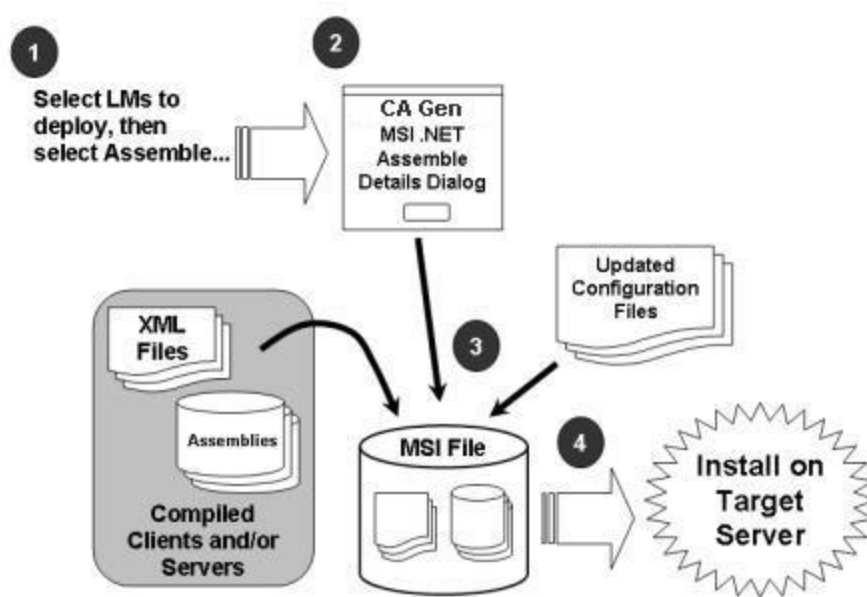 1
Select LMs to
deploy, then
select Assemble...
2
CA Gen
MSI .NET
Assemble
Details Dialog
Updated
Configuration
Files
XML
Files
Assemblies
Compiled
Clients and/or
Servers
3
MSI File
4
Install on
Target
Server